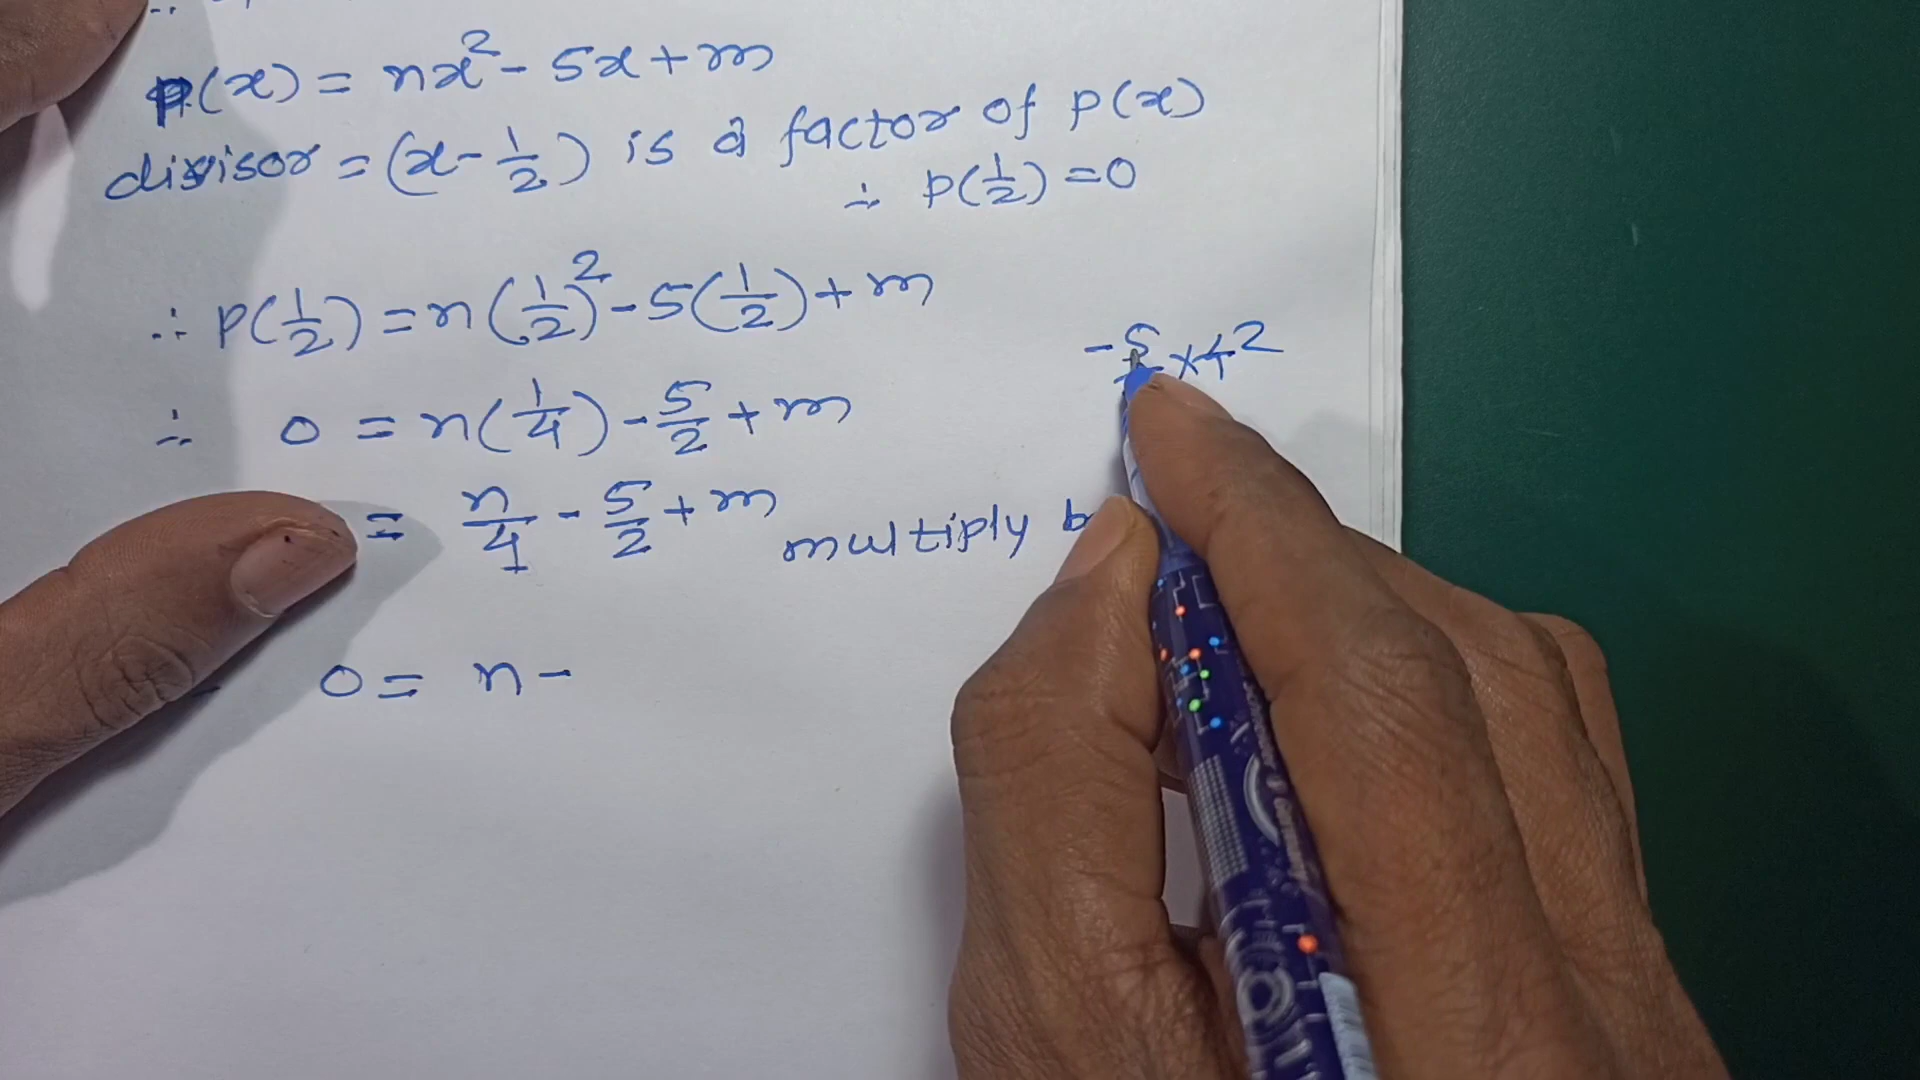 p(x) = nx² - 5x + m
divisor = (x - 1/2) is a factor of p(x)
∴ p(1/2) = 0
∴ p(1/2) = n(1/2)² - 5(1/2) + m
- 5 × 4 2
∴ 0 = n(1/4) - 5/2 + m
= n/4 - 5/2 + m multiply
0 = n -